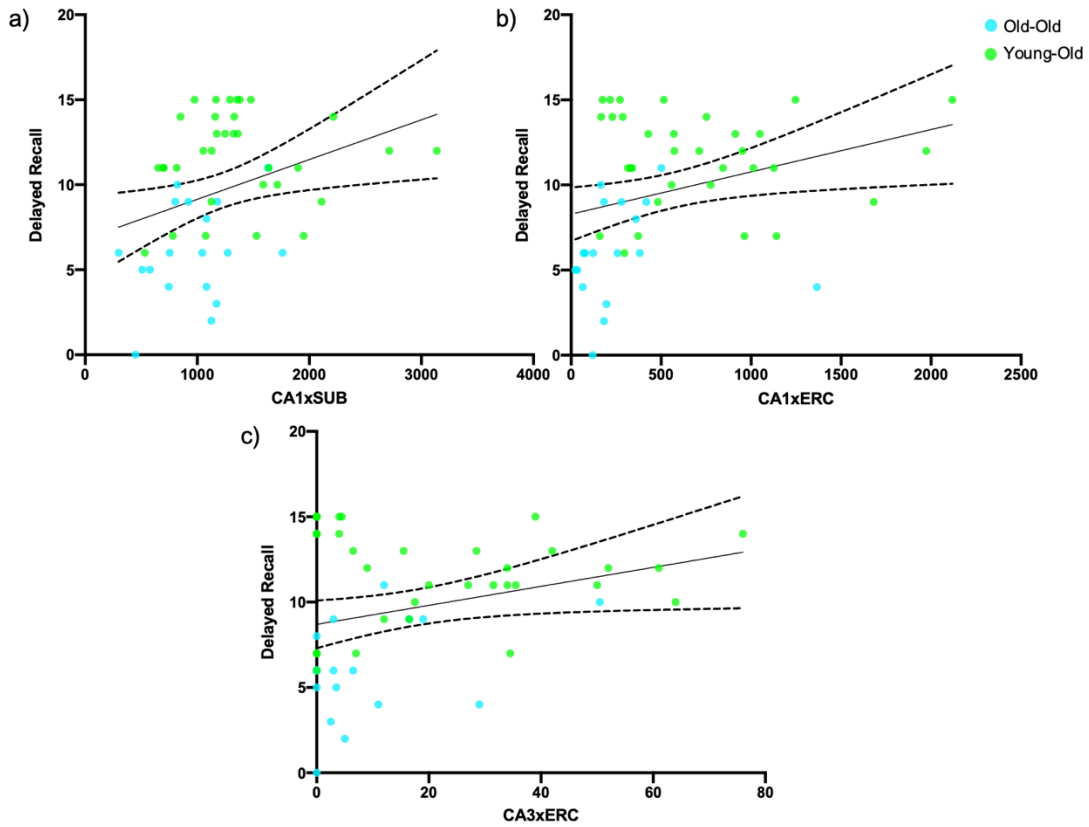 a)
20
15
10
5
0
Delayed Recall
0 1000 2000 3000 4000
CA1xSUB
b)
20
15
10
5
0
Delayed Recall
0 500 1000 1500 2000 2500
CA1xERC
Old-Old
Young-Old
c)
20
15
10
5
0
Delayed Recall
0 20 40 60 80
CA3xERC